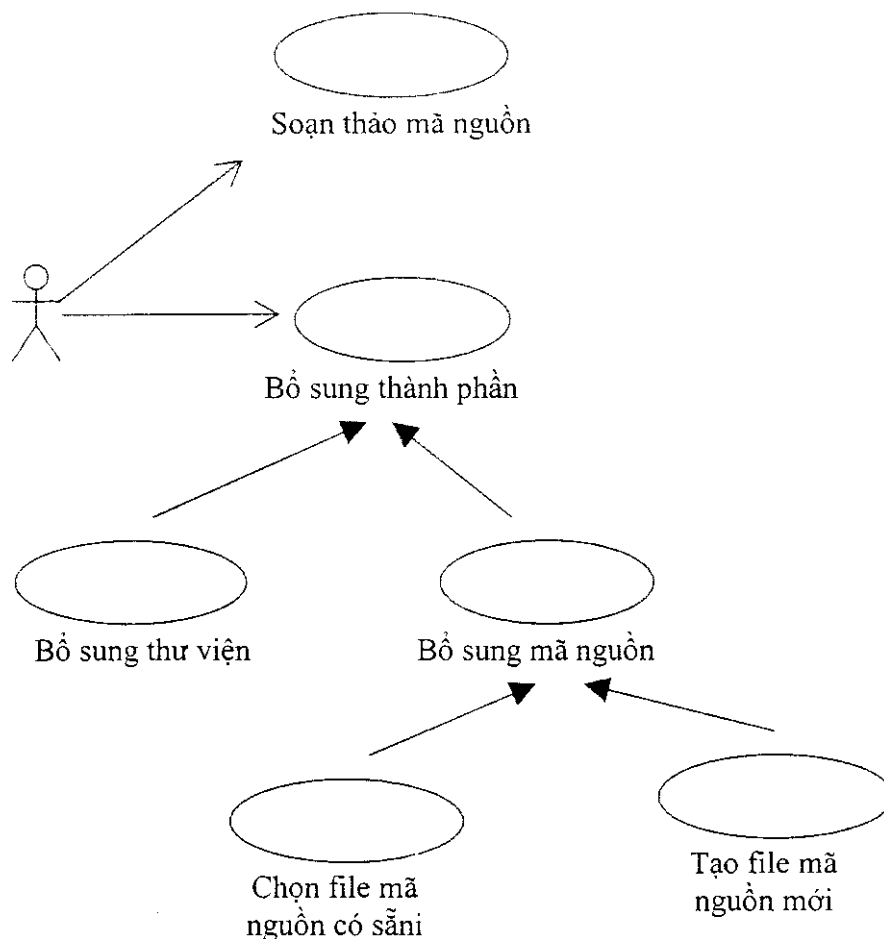 Soạn thảo mã nguồn
Bổ sung thành phần
Bổ sung thư viện
Bổ sung mã nguồn
Chọn file mã
nguồn có sẵni
Tạo file mã
nguồn mới